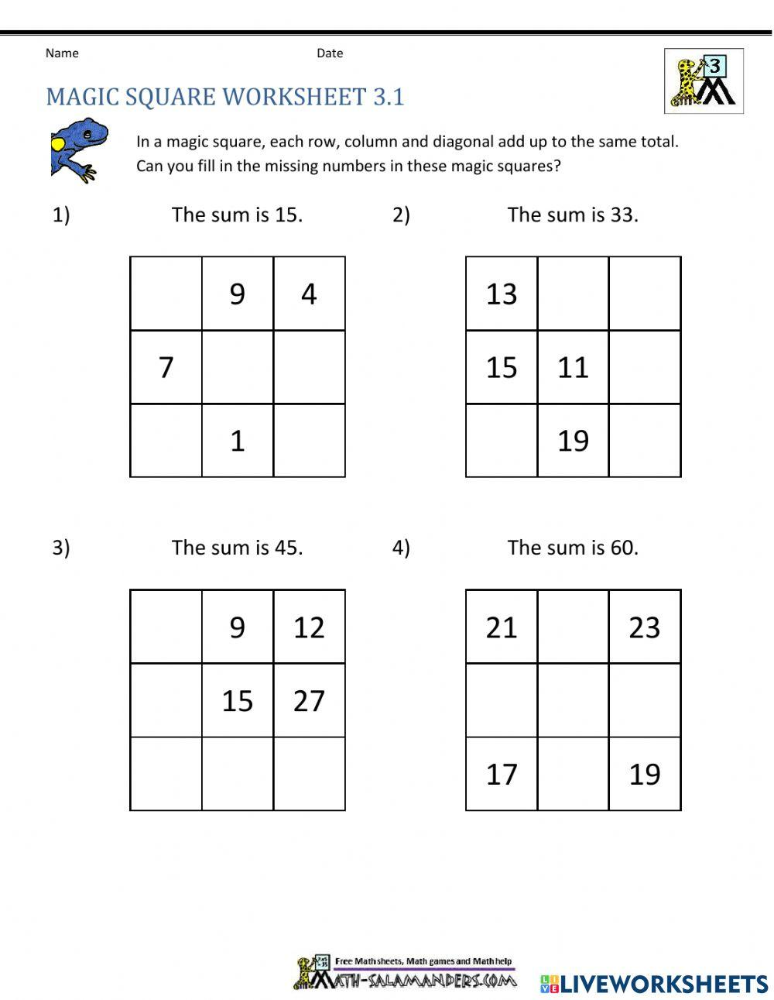 Name Date
3
MAGIC SQUARE WORKSHEET 3.1
In a magic square, each row, column and diagonal add up to the same total.
Can you fill in the missing numbers in these magic squares?
1) The sum is 15. 2) The sum is 33.
9 4 13
7 15 11
1 19
3) The sum is 45. 4) The sum is 60.
9 12 21 23
15 27
17 19
Free Math sheets, Math games and Math help
MATH-SALAMANDERS.COM
LIVE LIVEWORKSHEETS